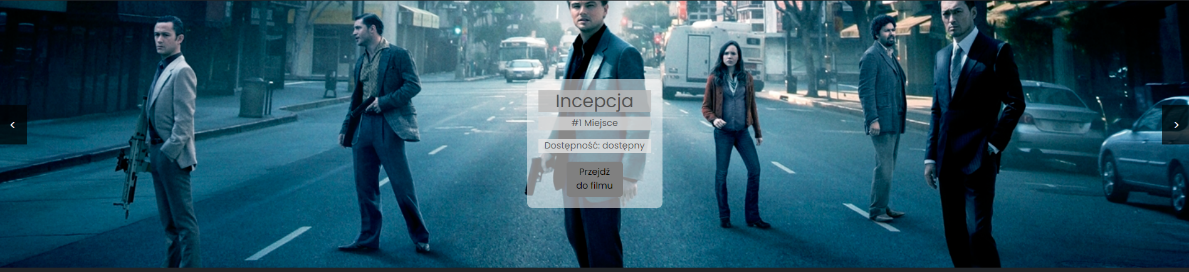 Incepcja
#1 Miejsce
Dostępność: dostępny
Przejdź
do filmu